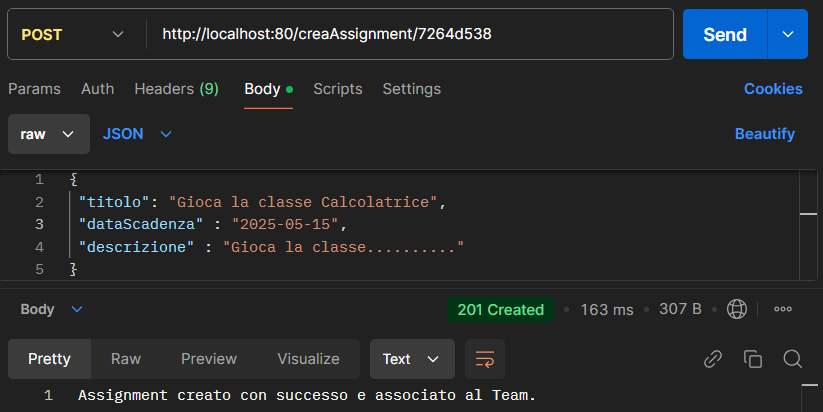 POST http://localhost:80/creaAssignment/7264d538 Send
Params Auth Headers (9) Body Scripts Settings Cookies
raw JSON Beautify
1 {
2 "titolo": "Gioca la classe Calcolatrice",
3 "dataScadenza" : "2025-05-15",
4 "descrizione" : "Gioca la classe.........."
5 }
Body 201 Created 163 ms 307 B
Pretty Raw Preview Visualize Text
1 Assignment creato con successo e associato al Team.